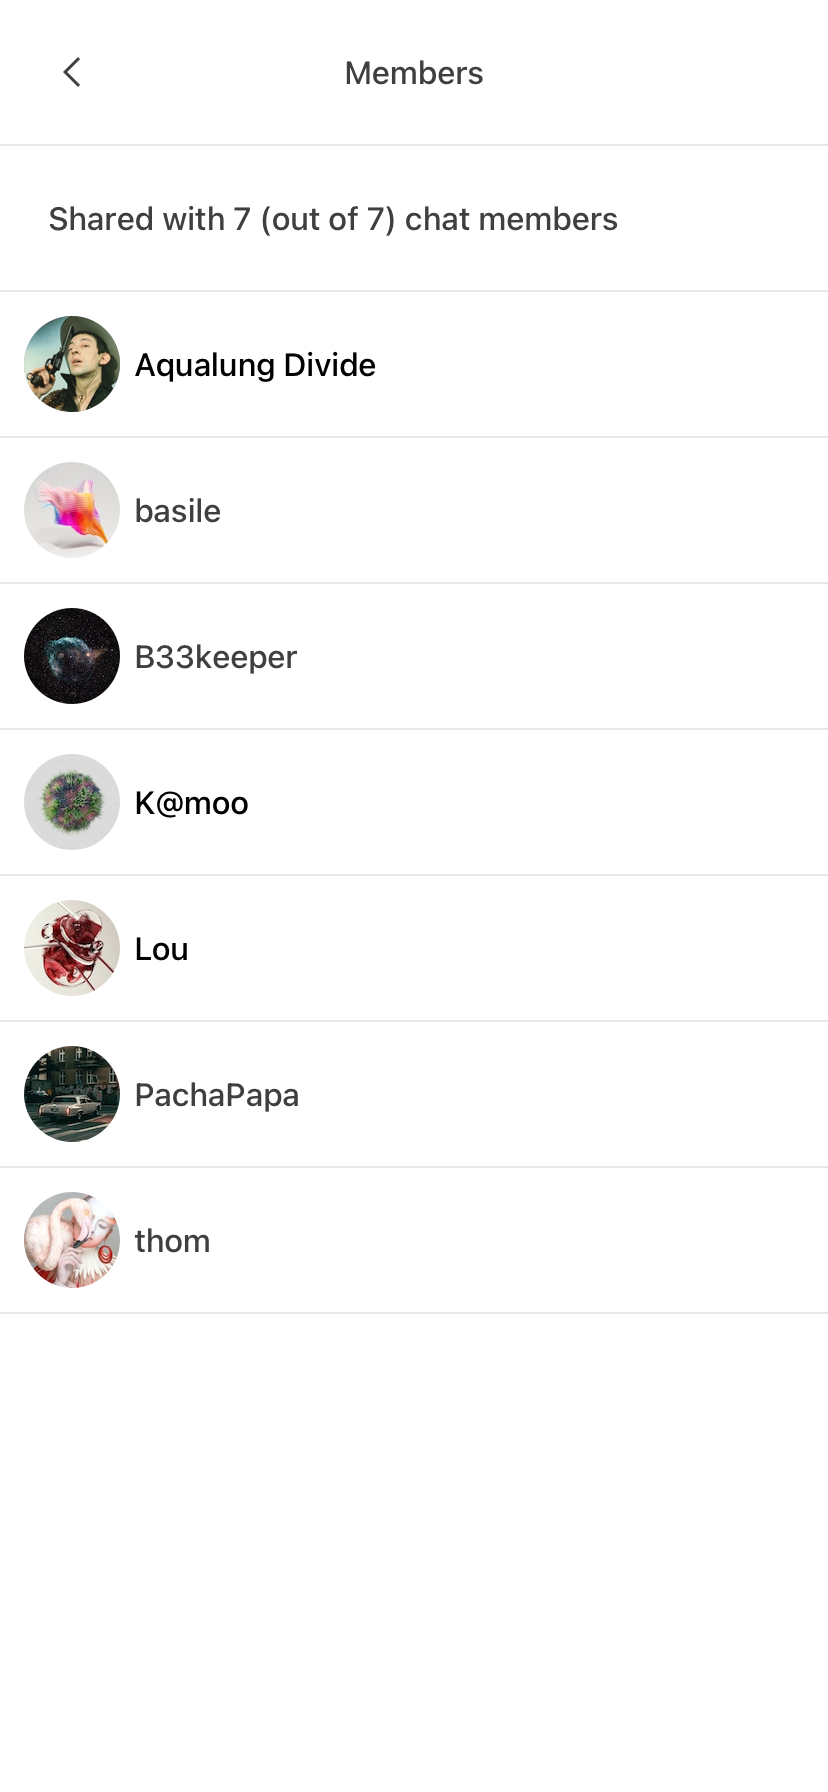 Members
Shared with 7 (out of 7) chat members
Aqualung Divide
basile
B33keeper
K@moo
Lou
PachaPapa
thom